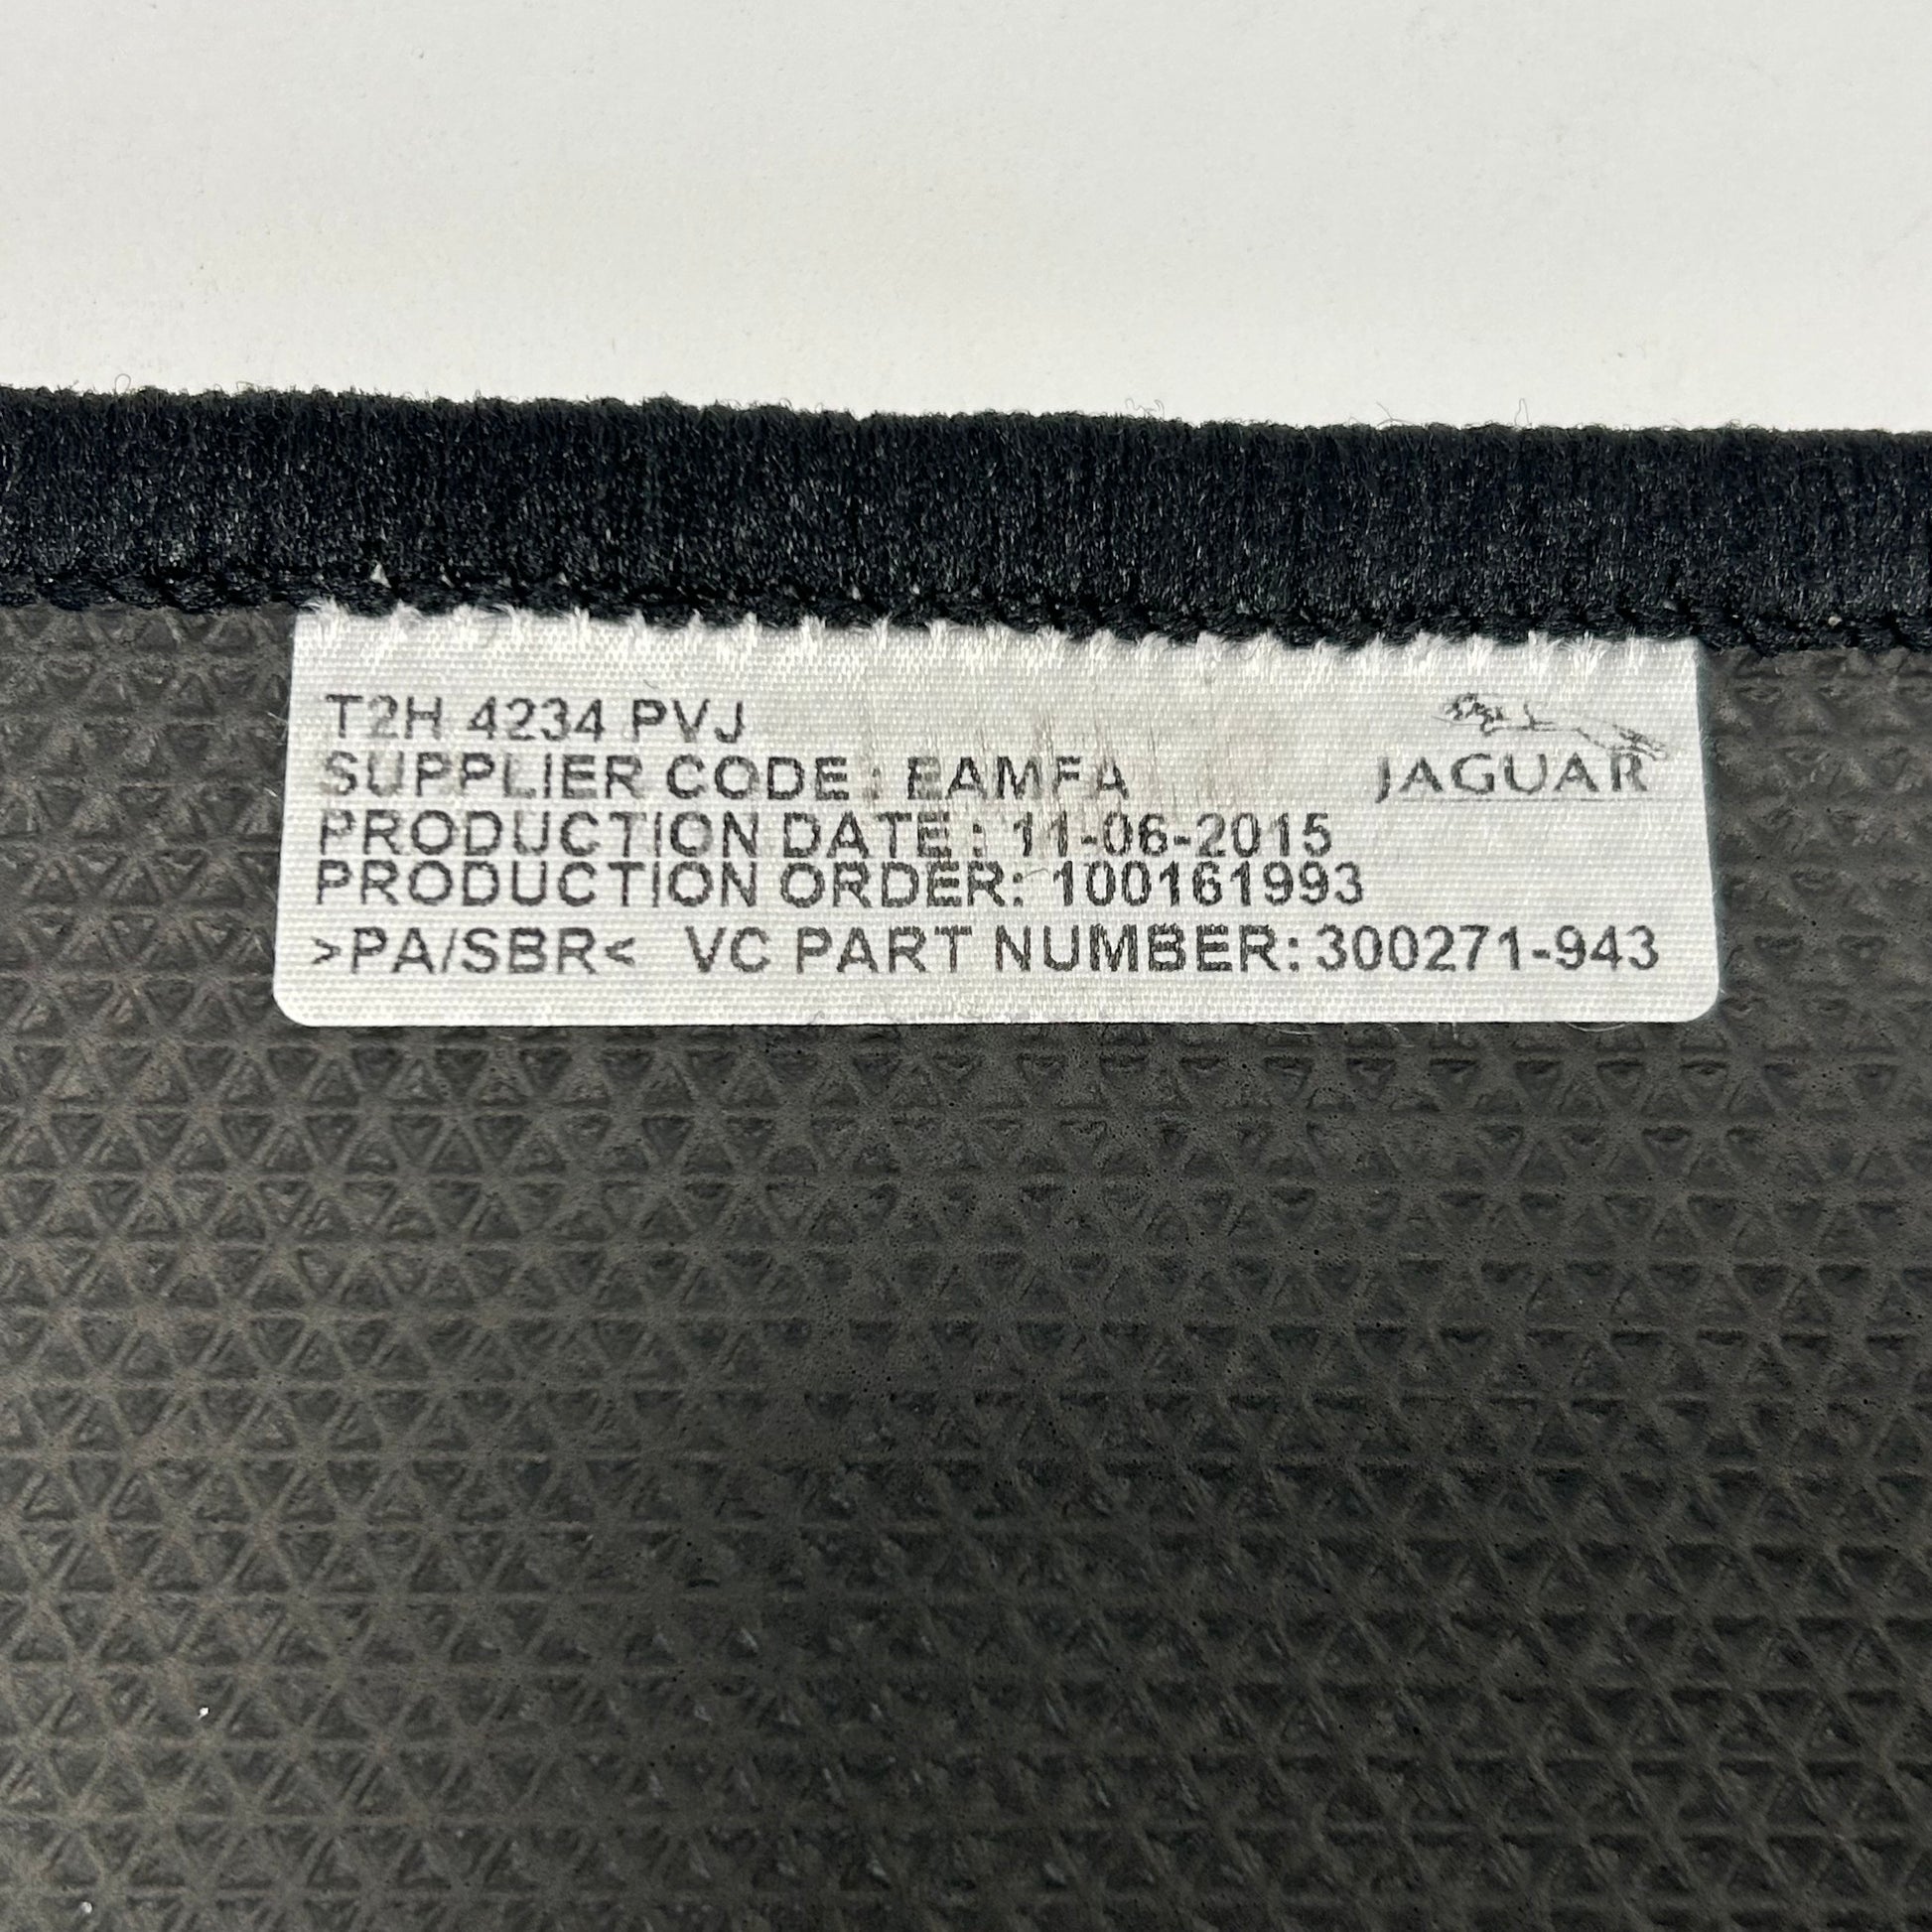 T2H 4234 PVJ
JAGUAR
SUPPLIER CODE : EAMFA
PRODUCTION DATE : 11-06-2015
PRODUCTION ORDER: 100161993
>PA/SBR< VC PART NUMBER: 300271-943